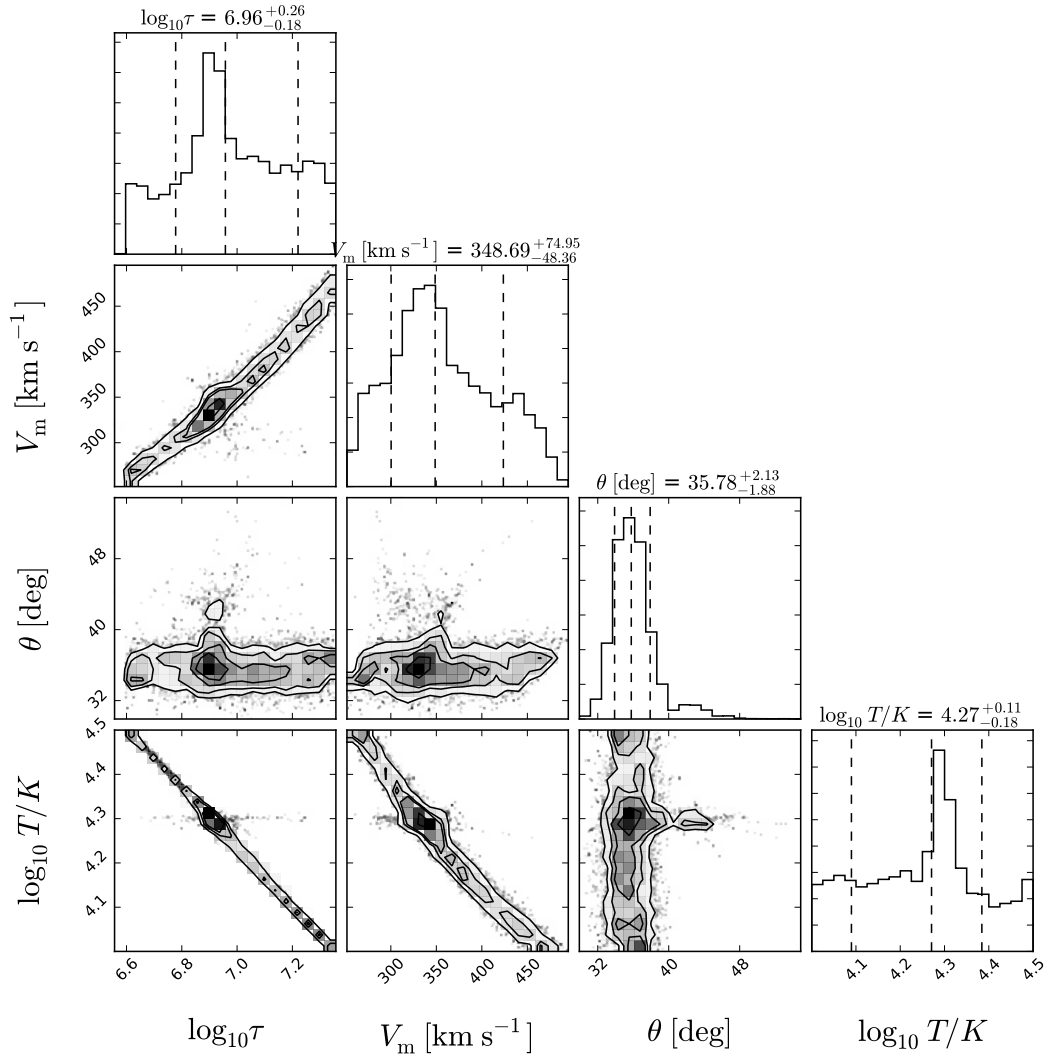 log₁₀τ = 6.96 +0.26 −0.18
V_m [km s⁻¹] = 348.69 +74.95 −48.36
θ [deg] = 35.78 +2.13 −1.88
log₁₀ T/K = 4.27 +0.11 −0.18
V_m [km s⁻¹]
450
400
350
300
θ [deg]
48
40
32
log₁₀ T/K
4.5
4.4
4.3
4.2
4.1
6.6 6.8 7.0 7.2
300 350 400 450
32 40 48
4.1 4.2 4.3 4.4 4.5
log₁₀τ
V_m [km s⁻¹]
θ [deg]
log₁₀ T/K